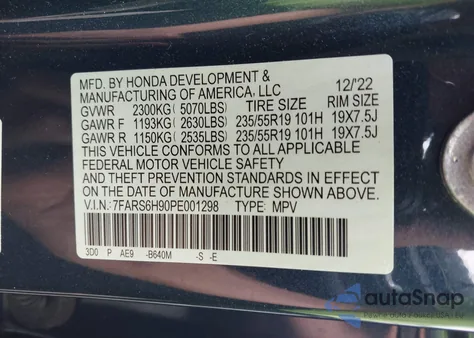 MFD. BY HONDA DEVELOPMENT &
MANUFACTURING OF AMERICA, LLC 12/'22
GVWR 2300KG(5070LBS) TIRE SIZE RIM SIZE
GAWR F 1193KG(2630LBS) 235/55R19 101H 19X7.5J
GAWR R 1150KG(2535LBS) 235/55R19 101H 19X7.5J
THIS VEHICLE CONFORMS TO ALL APPLICABLE
FEDERAL MOTOR VEHICLE SAFETY
AND THEFT PREVENTION STANDARDS IN EFFECT
ON THE DATE OF MANUFACTURE SHOWN ABOVE.
V.I.N.: 7FARS6H90PE001298 TYPE: MPV
3D0 P AE9 -B640M -S -E
autoSnap